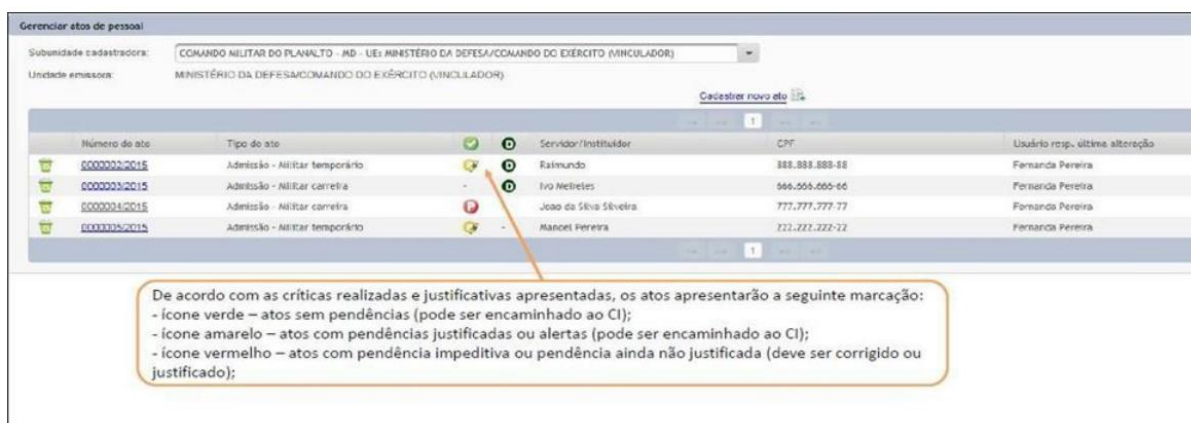 Gerenciar atos de pessoal
Subunidade cadastradora: COMANDO MILITAR DO PLANALTO - MD - UE: MINISTÉRIO DA DEFESA/COMANDO DO EXÉRCITO (VINCULADOR)
Unidade emissora: MINISTÉRIO DA DEFESA/COMANDO DO EXÉRCITO (VINCULADOR)
Cadastrar novo ato
1
Número do ato Tipo do ato D Servidor/Instituidor CPF Usuário resp. última alteração
0000002/2015 Admissão - Militar temporário D Raimundo 888.888.888-88 Fernanda Pereira
0000003/2015 Admissão - Militar carreira - D Ivo 666.666.666-66 Fernanda Pereira
0000004/2015 Admissão - Militar carreira P Joao da Silva Silveira 777.777.777-77 Fernanda Pereira
0000005/2015 Admissão - Militar temporário - Manoel Pereira 222.222.222-22 Fernanda Pereira
1
De acordo com as críticas realizadas e justificativas apresentadas, os atos apresentarão a seguinte marcação:
- ícone verde – atos sem pendências (pode ser encaminhado ao CI);
- ícone amarelo – atos com pendências justificadas ou alertas (pode ser encaminhado ao CI);
- ícone vermelho – atos com pendência impeditiva ou pendência ainda não justificada (deve ser corrigido ou
justificado);